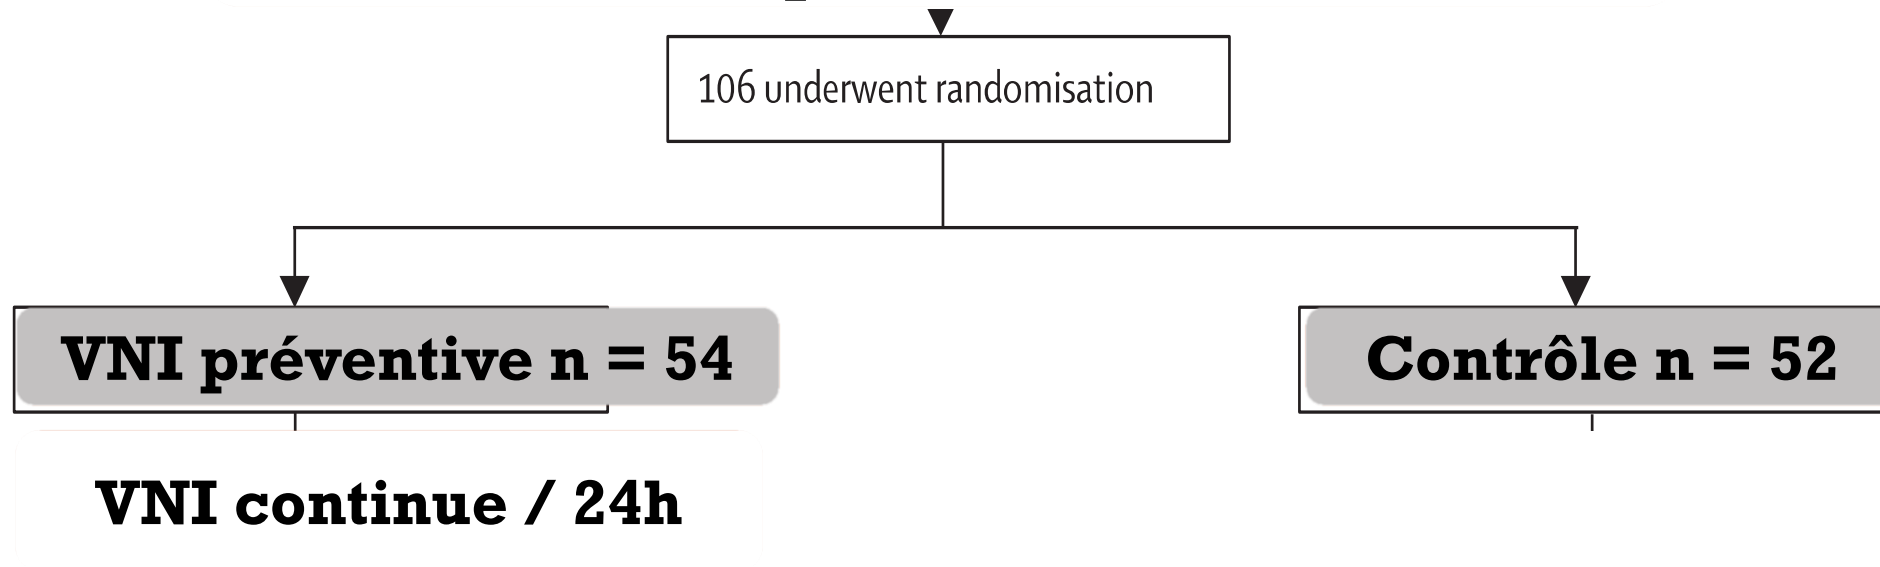 106 underwent randomisation
VNI préventive n = 54
Contrôle n = 52
VNI continue / 24h